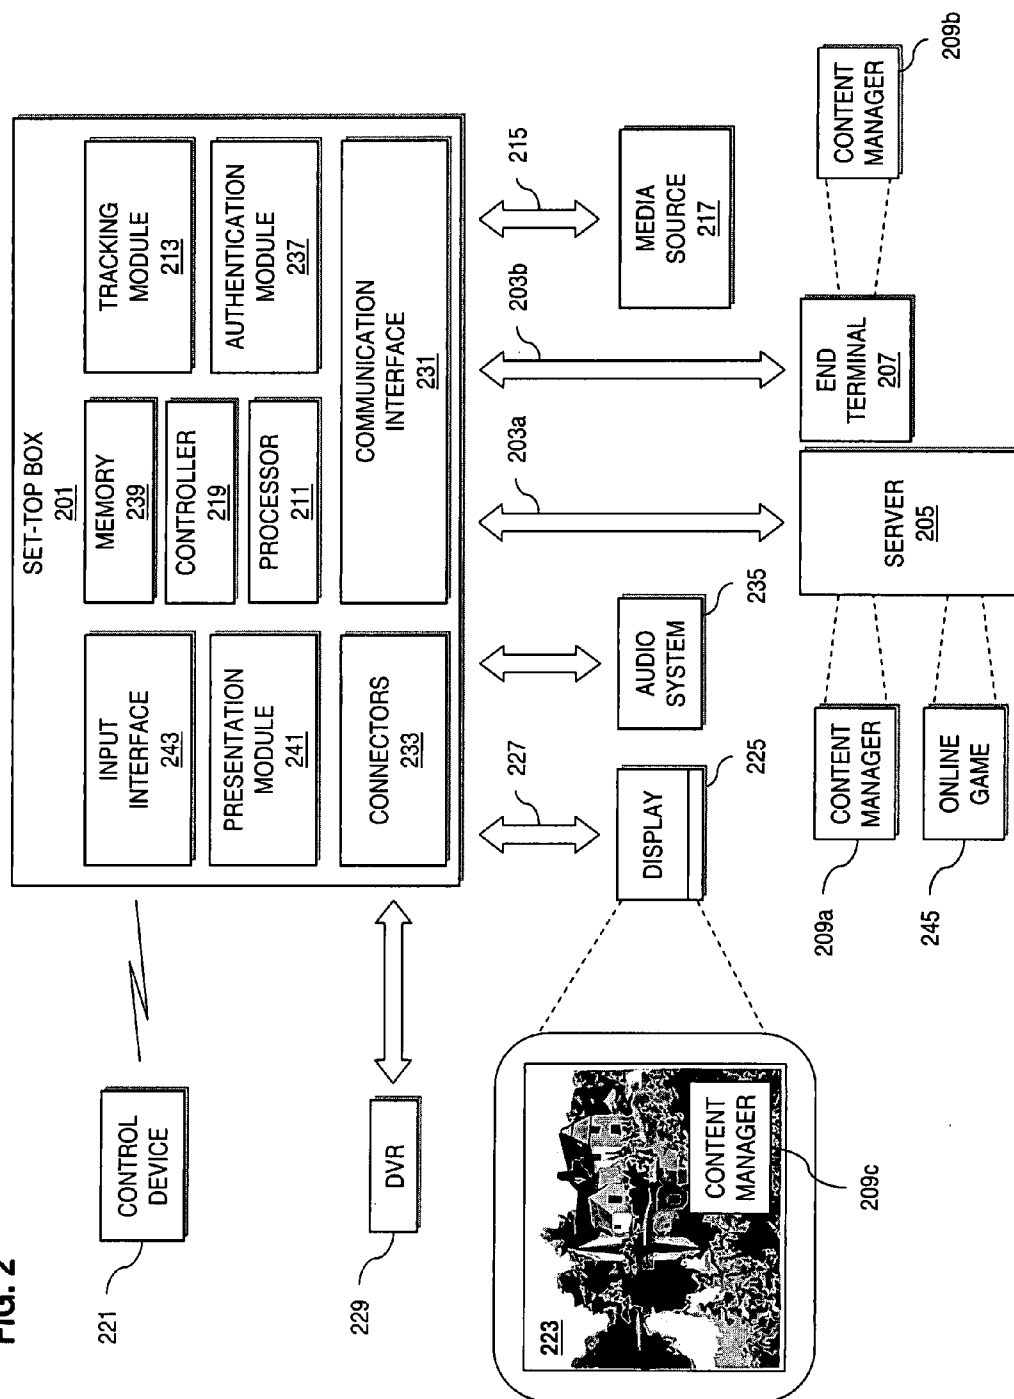 FIG. 2
SET-TOP BOX
201
INPUT
INTERFACE
243
MEMORY
239
TRACKING
MODULE
213
CONTROLLER
219
PRESENTATION
MODULE
241
PROCESSOR
211
AUTHENTICATION
MODULE
237
CONNECTORS
233
COMMUNICATION
INTERFACE
231
CONTROL
DEVICE
221
DVR
229
227
203a
203b
215
DISPLAY
225
AUDIO
SYSTEM
235
MEDIA
SOURCE
217
223
CONTENT
MANAGER
209c
CONTENT
MANAGER
209a
ONLINE
GAME
245
SERVER
205
END
TERMINAL
207
CONTENT
MANAGER
209b